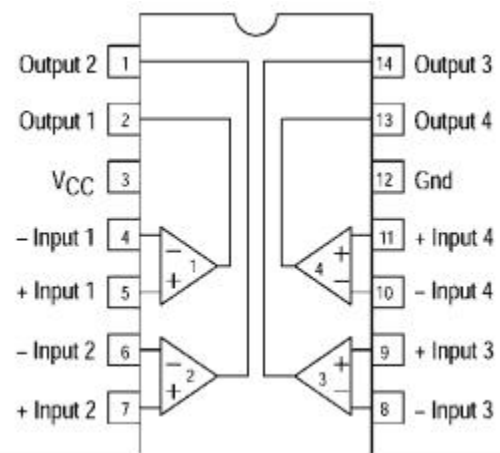 Output 2 1 14 Output 3
Output 1 2 13 Output 4
VCC 3 12 Gnd
– Input 1 4 11 + Input 4
+ Input 1 5 10 – Input 4
– Input 2 6 9 + Input 3
+ Input 2 7 8 – Input 3
– + 1
+ – 4
– + 2
+ – 3